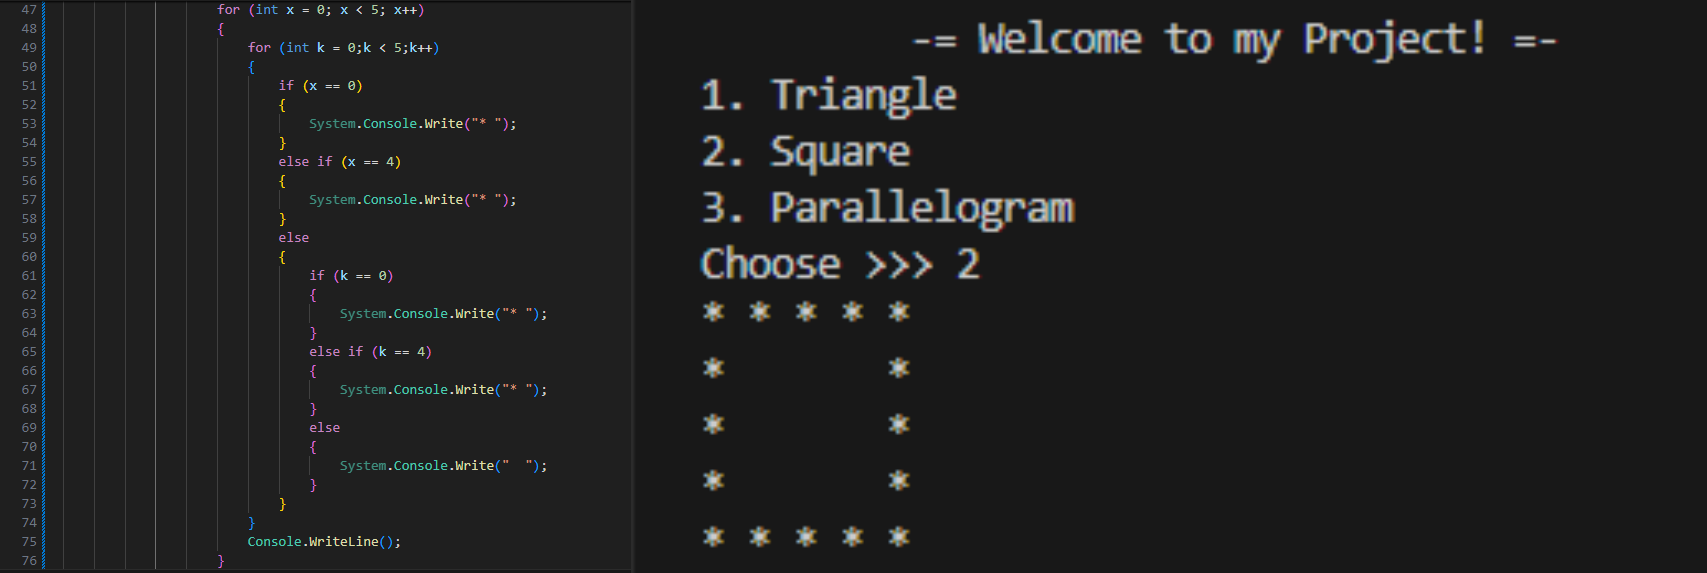 47 for (int x = 0; x < 5; x++)
48 {
49 for (int k = 0;k < 5;k++)
50 {
51 if (x == 0)
52 {
53 System.Console.Write("* ");
54 }
55 else if (x == 4)
56 {
57 System.Console.Write("* ");
58 }
59 else
60 {
61 if (k == 0)
62 {
63 System.Console.Write("* ");
64 }
65 else if (k == 4)
66 {
67 System.Console.Write("* ");
68 }
69 else
70 {
71 System.Console.Write("  ");
72 }
73 }
74 }
75 Console.WriteLine();
76 }
-= Welcome to my Project! =-
1. Triangle
2. Square
3. Parallelogram
Choose >>> 2
* * * * *
*       *
*       *
*       *
* * * * *